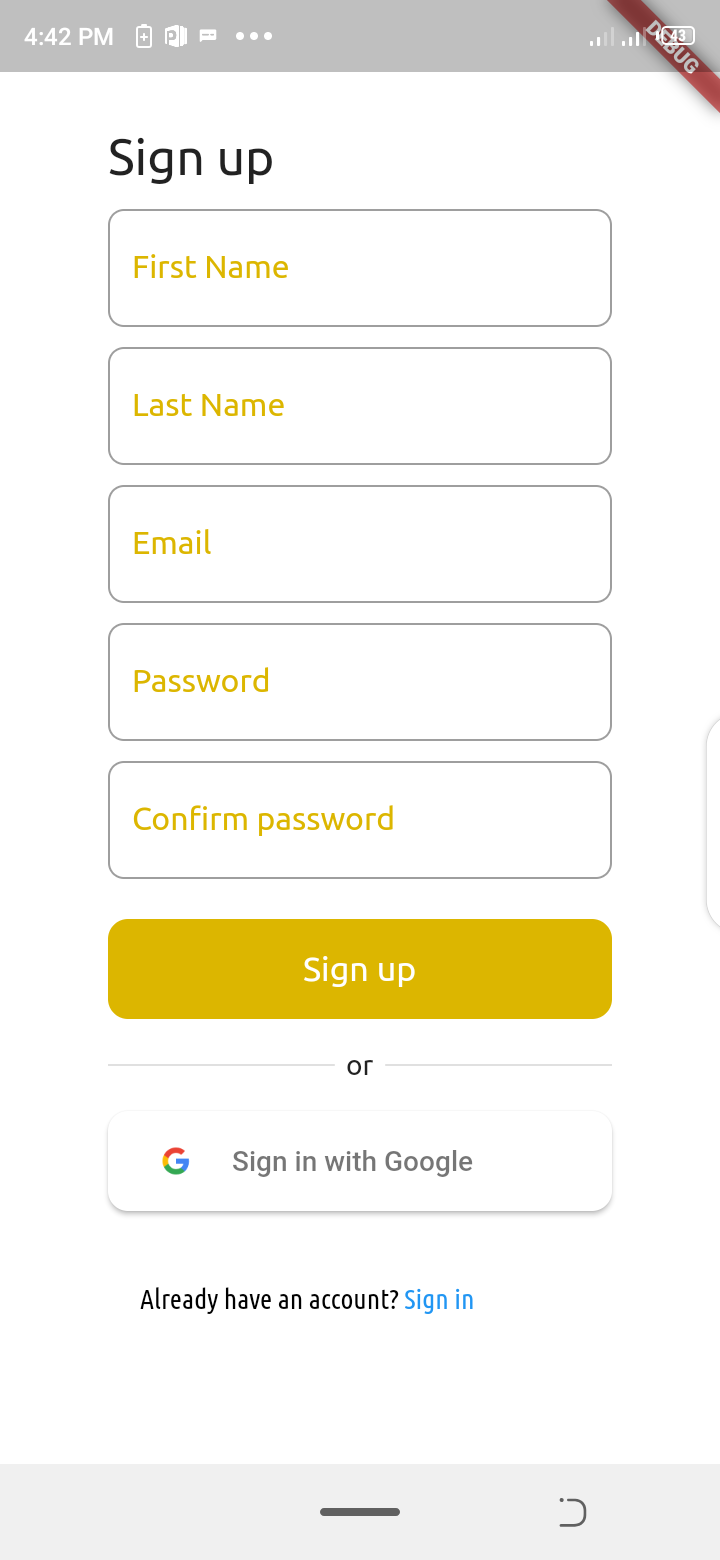 4:42 PM
43
DEBUG
Sign up
First Name
Last Name
Email
Password
Confirm password
Sign up
or
Sign in with Google
Already have an account? Sign in